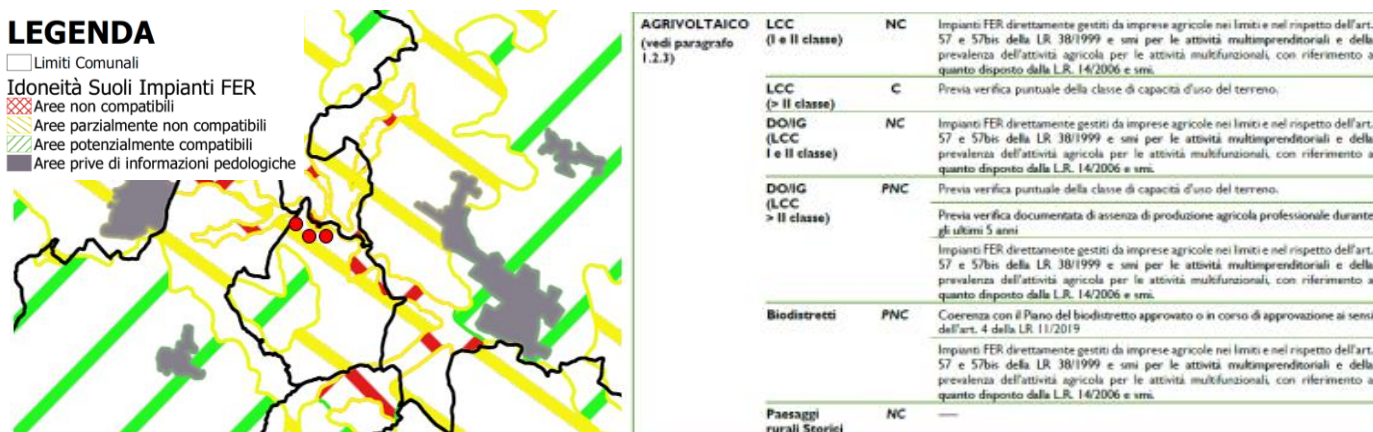 LEGENDA
Limiti Comunali
Idoneità Suoli Impianti FER
Aree non compatibili
Aree parzialmente non compatibili
Aree potenzialmente compatibili
Aree prive di informazioni pedologiche
AGRIVOLTAICO
(vedi paragrafo
1.2.3)
LCC
(I e II classe)
NC
Impianti FER direttamente gestiti da imprese agricole nei limiti e nel rispetto dell'art.
57 e 57bis della LR 38/1999 e smi per le attività multimprenditoriali e della
prevalenza dell'attività agricola per le attività multifunzionali, con riferimento a
quanto disposto dalla L.R. 14/2006 e smi.
LCC
(> II classe)
C
Previa verifica puntuale della classe di capacità d'uso del terreno.
DO/IG
(LCC
I e II classe)
NC
Impianti FER direttamente gestiti da imprese agricole nei limiti e nel rispetto dell'art.
57 e 57bis della LR 38/1999 e smi per le attività multimprenditoriali e della
prevalenza dell'attività agricola per le attività multifunzionali, con riferimento a
quanto disposto dalla L.R. 14/2006 e smi.
DO/IG
(LCC
> II classe)
PNC
Previa verifica puntuale della classe di capacità d'uso del terreno.
Previa verifica documentata di assenza di produzione agricola professionale durante
gli ultimi 5 anni
Impianti FER direttamente gestiti da imprese agricole nei limiti e nel rispetto dell'art.
57 e 57bis della LR 38/1999 e smi per le attività multimprenditoriali e della
prevalenza dell'attività agricola per le attività multifunzionali, con riferimento a
quanto disposto dalla L.R. 14/2006 e smi.
Biodistretti
PNC
Coerenza con il Piano del biodistretto approvato o in corso di approvazione ai sensi
dell'art. 4 della LR 11/2019
Impianti FER direttamente gestiti da imprese agricole nei limiti e nel rispetto dell'art.
57 e 57bis della LR 38/1999 e smi per le attività multimprenditoriali e della
prevalenza dell'attività agricola per le attività multifunzionali, con riferimento a
quanto disposto dalla L.R. 14/2006 e smi.
Paesaggi
rurali Storici
NC
—